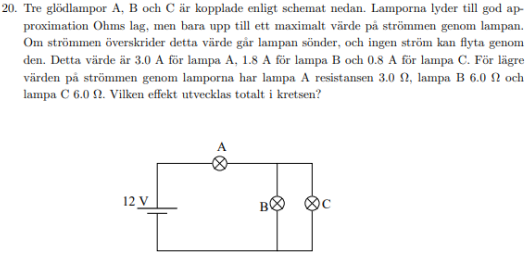 20. Tre glödlampor A, B och C är kopplade enligt schemat nedan. Lamporna lyder till god ap-
proximation Ohms lag, men bara upp till ett maximalt värde på strömmen genom lampan.
Om strömmen överskrider detta värde går lampan sönder, och ingen ström kan flyta genom
den. Detta värde är 3.0 A för lampa A, 1.8 A för lampa B och 0.8 A för lampa C. För lägre
värden på strömmen genom lamporna har lampa A resistansen 3.0 Ω, lampa B 6.0 Ω och
lampa C 6.0 Ω. Vilken effekt utvecklas totalt i kretsen?
A
12 V
B
C